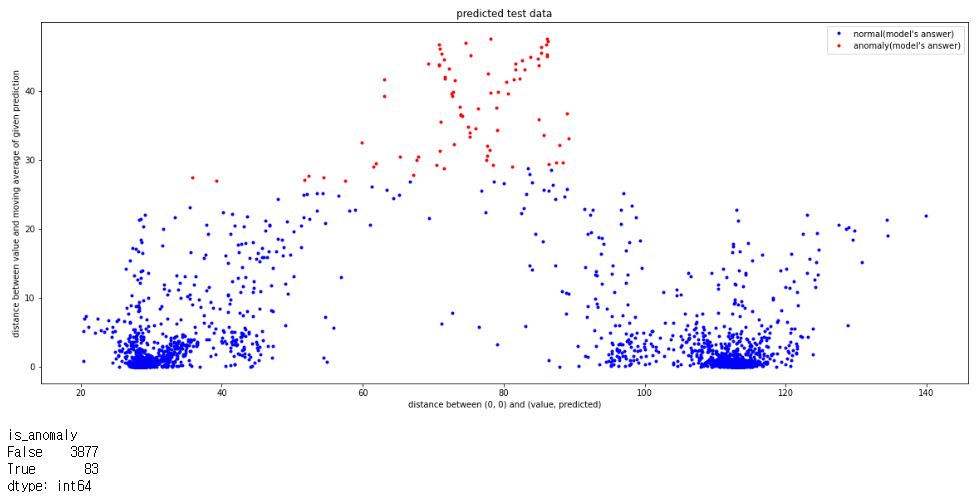 predicted test data
normal(model's answer)
anomaly(model's answer)
distance between value and moving average of given prediction
40
30
20
10
0
20
40
60
80
100
120
140
distance between (0, 0) and (value, predicted)
is_anomaly
False    3877
True       83
dtype: int64